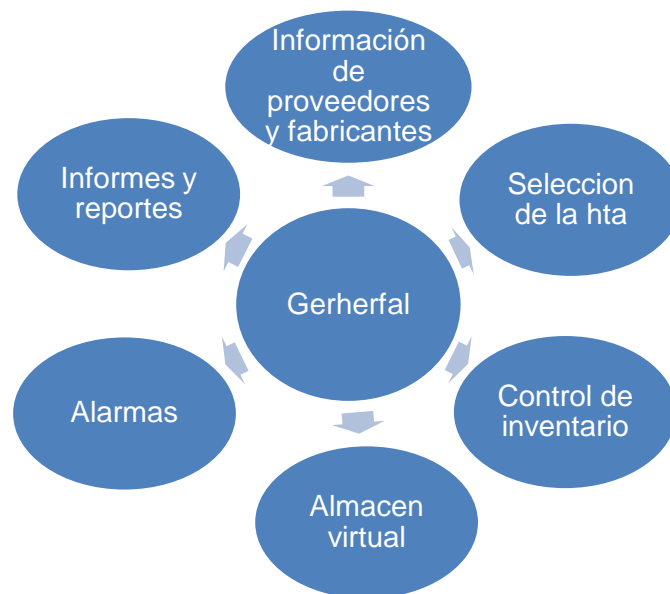 Información
de
proveedores
y fabricantes
Seleccion
de la hta
Control de
inventario
Almacen
virtual
Alarmas
Informes y
reportes
Gerherfal